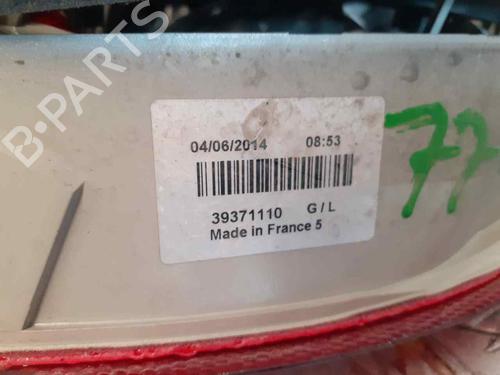 B-PARTS
04/06/2014 08:53
39371110 G / L
Made in France 5
77